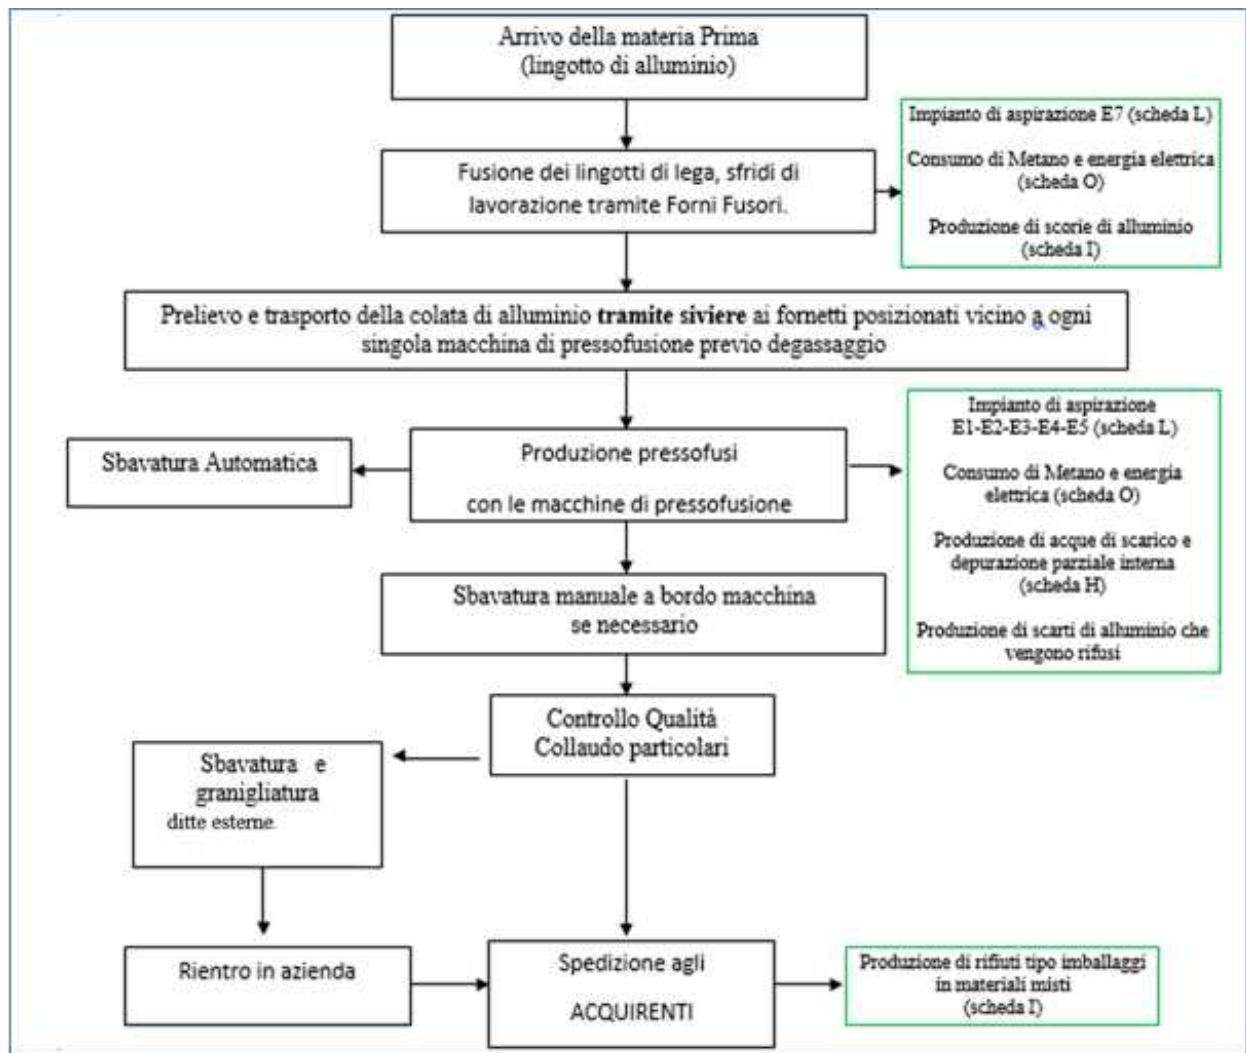 Arrivo della materia Prima
(lingotto di alluminio)
Impianto di aspirazione E7 (scheda L)
Consumo di Metano e energia elettrica
(scheda O)
Produzione di scorie di alluminio
(scheda I)
Fusione dei lingotti di lega, sfridi di
lavorazione tramite Forni Fusori.
Prelievo e trasporto della colata di alluminio tramite siviere ai fornetti posizionati vicino a ogni
singola macchina di pressofusione previo degassaggio
Impianto di aspirazione
E1-E2-E3-E4-E5 (scheda L)
Consumo di Metano e energia
elettrica (scheda O)
Produzione di acque di scarico e
depurazione parziale interna
(scheda H)
Produzione di scarti di alluminio che
vengono rifusi
Sbavatura Automatica
Produzione pressofusi
con le macchine di pressofusione
Sbavatura manuale a bordo macchina
se necessario
Controllo Qualità
Collaudo particolari
Sbavatura e
granigliatura
ditte esterne.
Rientro in azienda
Spedizione agli
ACQUIRENTI
Produzione di rifiuti tipo imballaggi
in materiali misti
(scheda I)